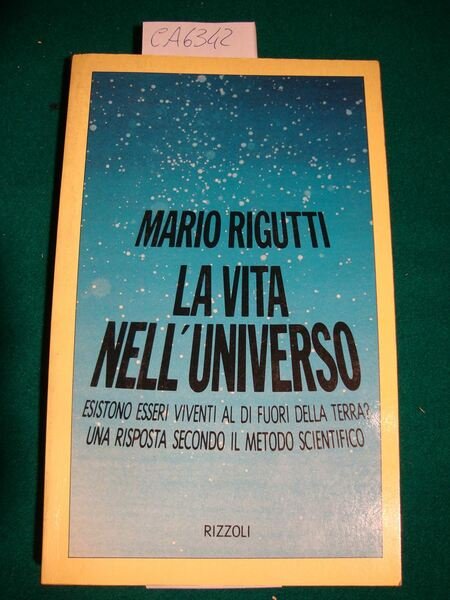 CA6342
MARIO RIGUTTI
LA VITA
NELL'UNIVERSO
ESISTONO ESSERI VIVENTI AL DI FUORI DELLA TERRA?
UNA RISPOSTA SECONDO IL METODO SCIENTIFICO
RIZZOLI